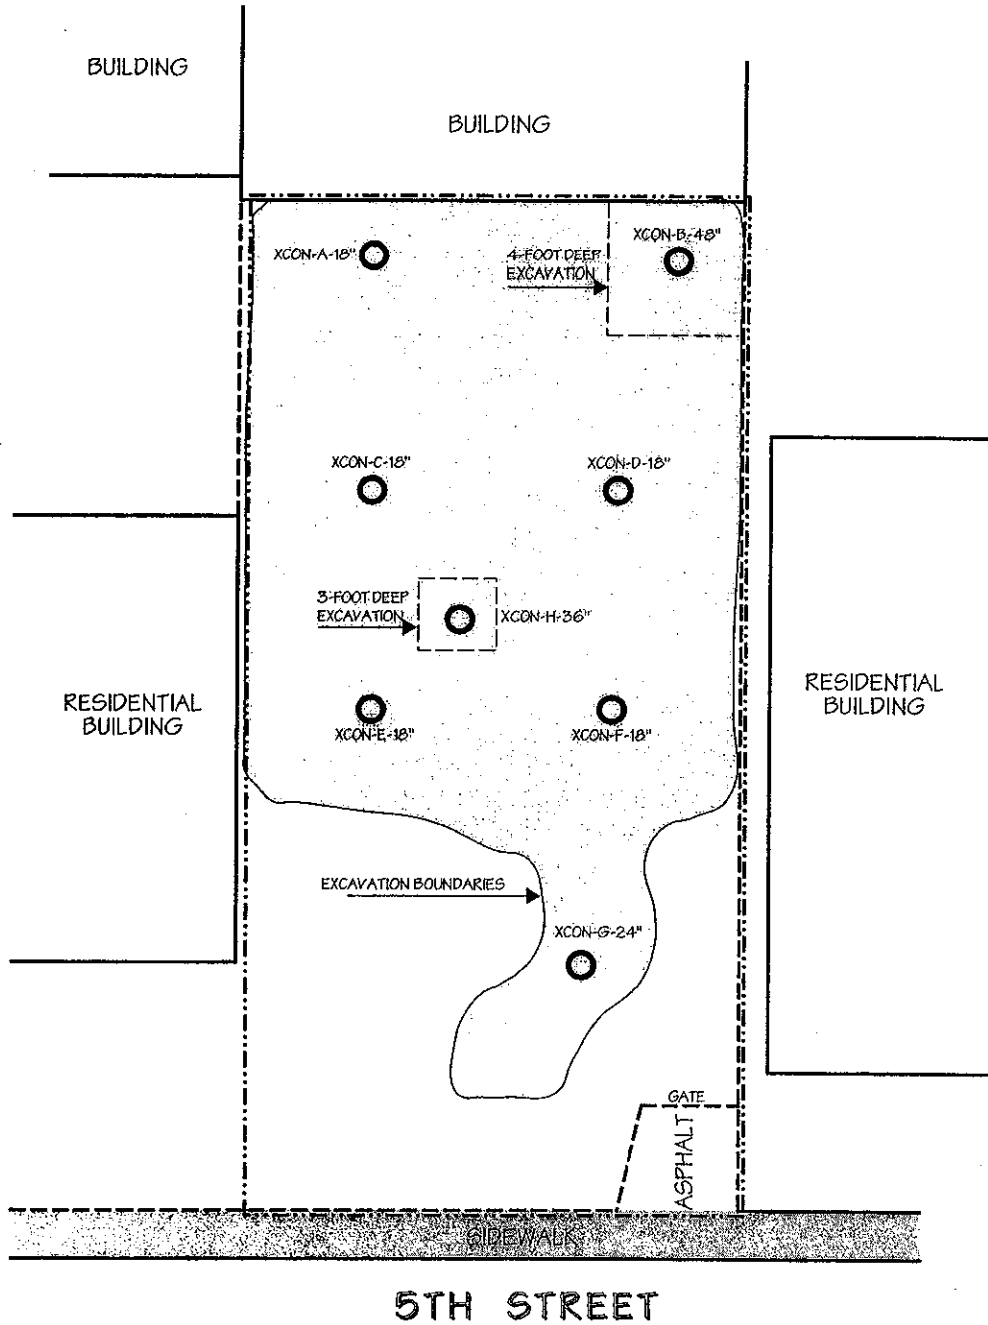 BUILDING
BUILDING
XCON-A-18"
XCON-B-48"
4-FOOT DEEP
EXCAVATION
XCON-C-18"
XCON-D-18"
3-FOOT DEEP
EXCAVATION
XCON-H-36"
RESIDENTIAL
BUILDING
RESIDENTIAL
BUILDING
XCON-E-18"
XCON-F-18"
EXCAVATION BOUNDARIES
XCON-G-24"
GATE
ASPHALT
SIDEWALK
5TH STREET